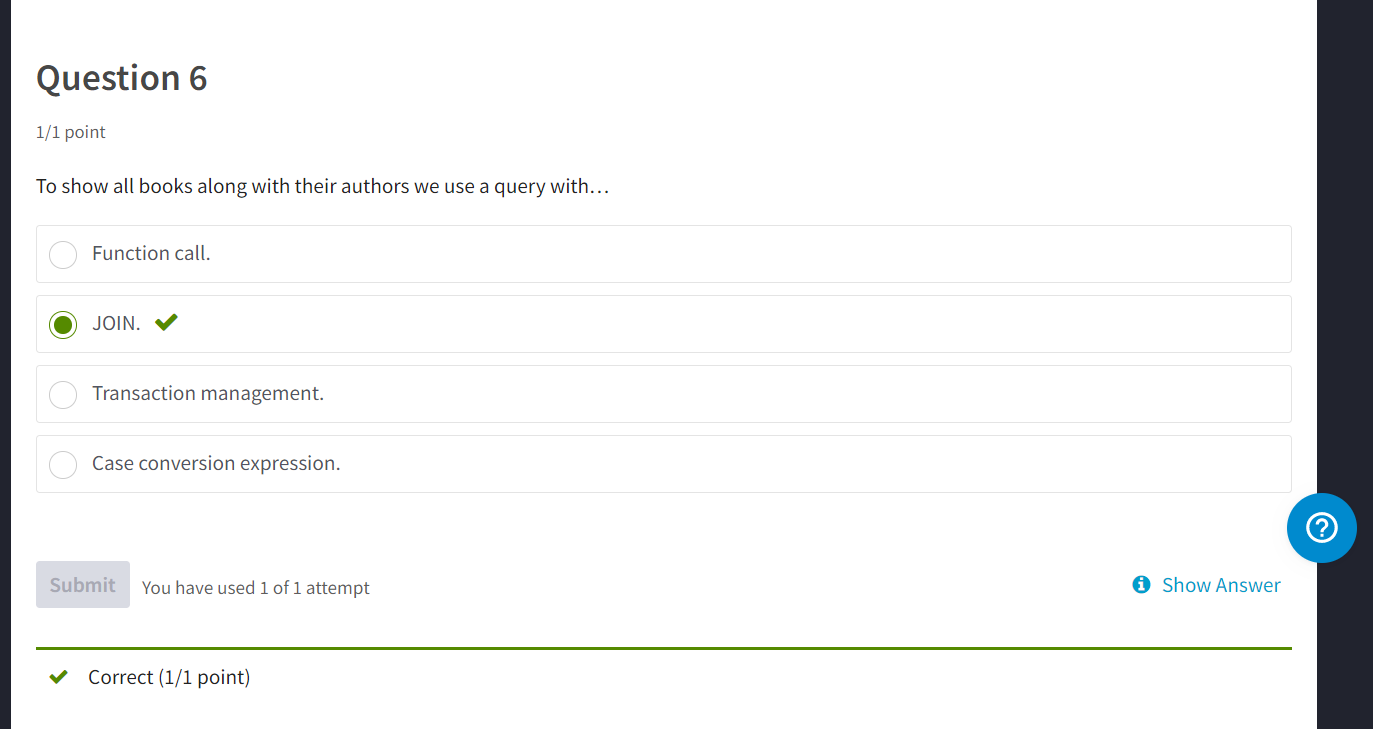 Question 6
1/1 point
To show all books along with their authors we use a query with…
Function call.
JOIN.
Transaction management.
Case conversion expression.
Submit You have used 1 of 1 attempt Show Answer
Correct (1/1 point)